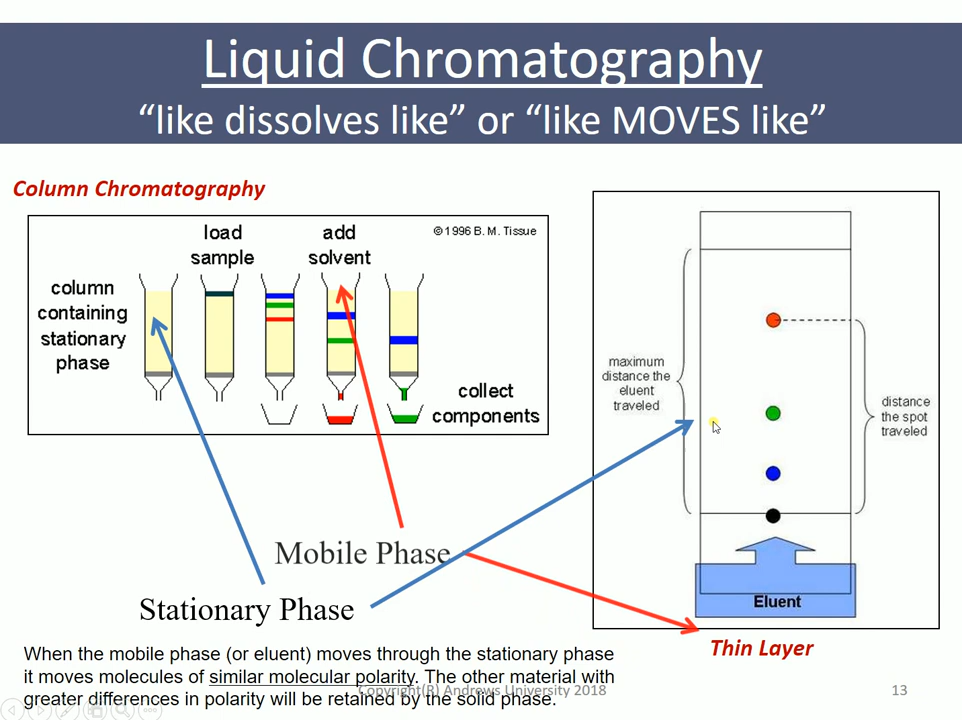 Liquid Chromatography
“like dissolves like” or “like MOVES like”
Column Chromatography
load
sample
add
solvent
©1996 B. M. Tissue
column
containing
stationary
phase
collect
components
maximum
distance the
eluent
traveled
distance
the spot
traveled
Mobile Phase
Stationary Phase
Eluent
Thin Layer
When the mobile phase (or eluent) moves through the stationary phase
it moves molecules of similar molecular polarity. The other material with
greater differences in polarity will be retained by the solid phase.
Copyright(R) Andrews University 2018
13